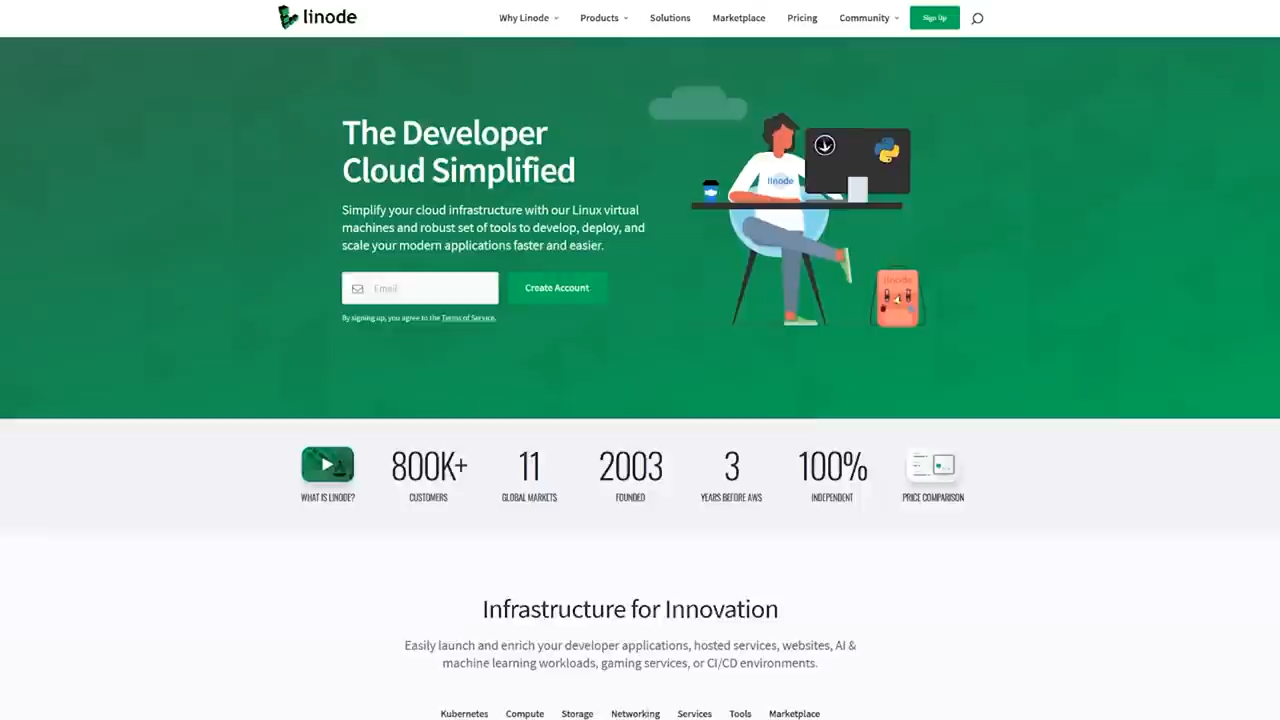 linode
Why Linode
Products
Solutions
Marketplace
Pricing
Community
Sign Up
The Developer
Cloud Simplified
Simplify your cloud infrastructure with our Linux virtual
machines and robust set of tools to develop, deploy, and
scale your modern applications faster and easier.
Email
Create Account
By signing up, you agree to the Terms of Service.
linode
linode
800K+
11
2003
3
100%
WHAT IS LINODE?
CUSTOMERS
GLOBAL MARKETS
FOUNDED
YEARS BEFORE AWS
INDEPENDENT
PRICE COMPARISON
Infrastructure for Innovation
Easily launch and enrich your developer applications, hosted services, websites, AI &
machine learning workloads, gaming services, or CI/CD environments.
Kubernetes
Compute
Storage
Networking
Services
Tools
Marketplace